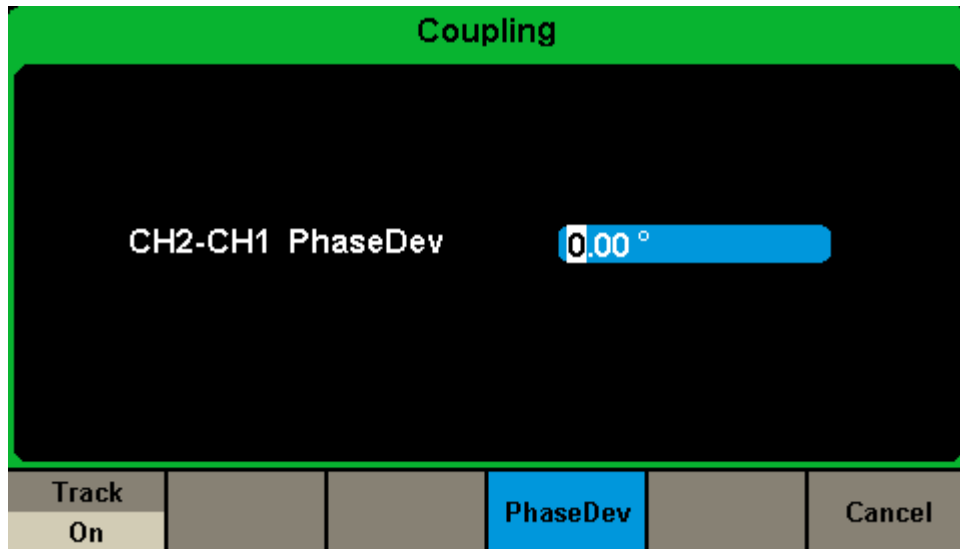 Coupling
CH2-CH1 PhaseDev 0.00 °
Track
On
PhaseDev
Cancel